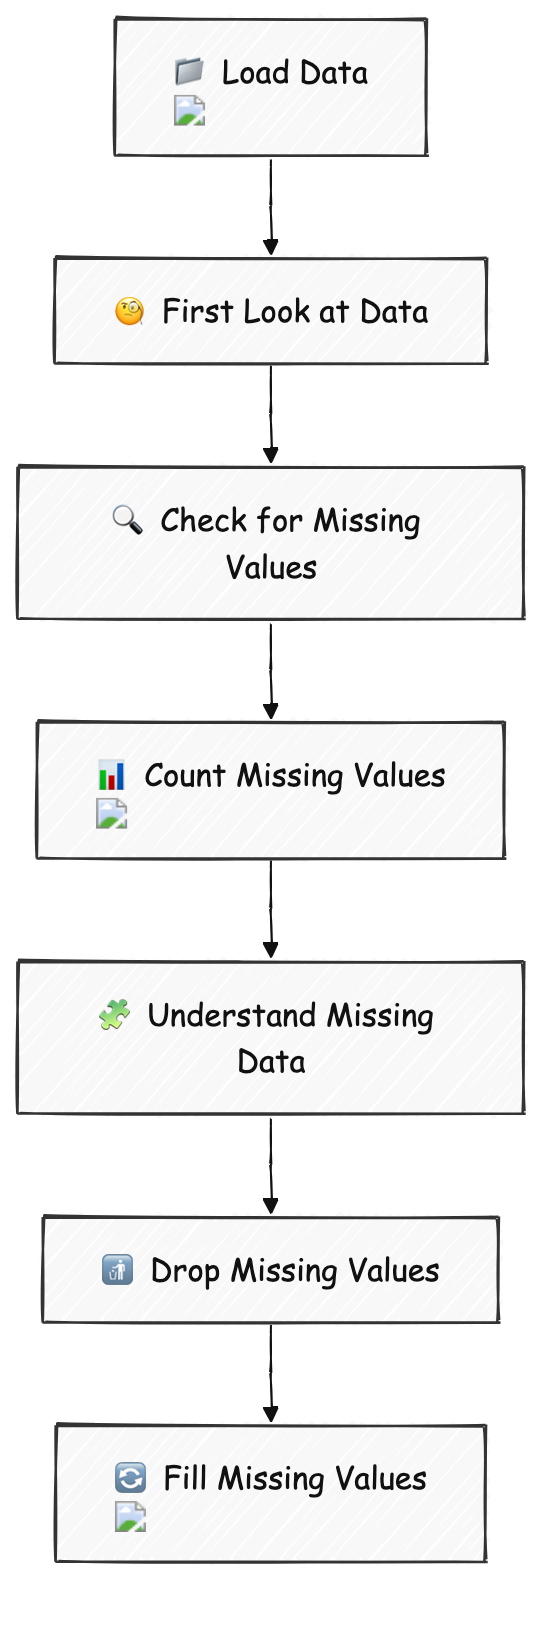 Load Data
First Look at Data
Check for Missing
Values
Count Missing Values
Understand Missing
Data
Drop Missing Values
Fill Missing Values